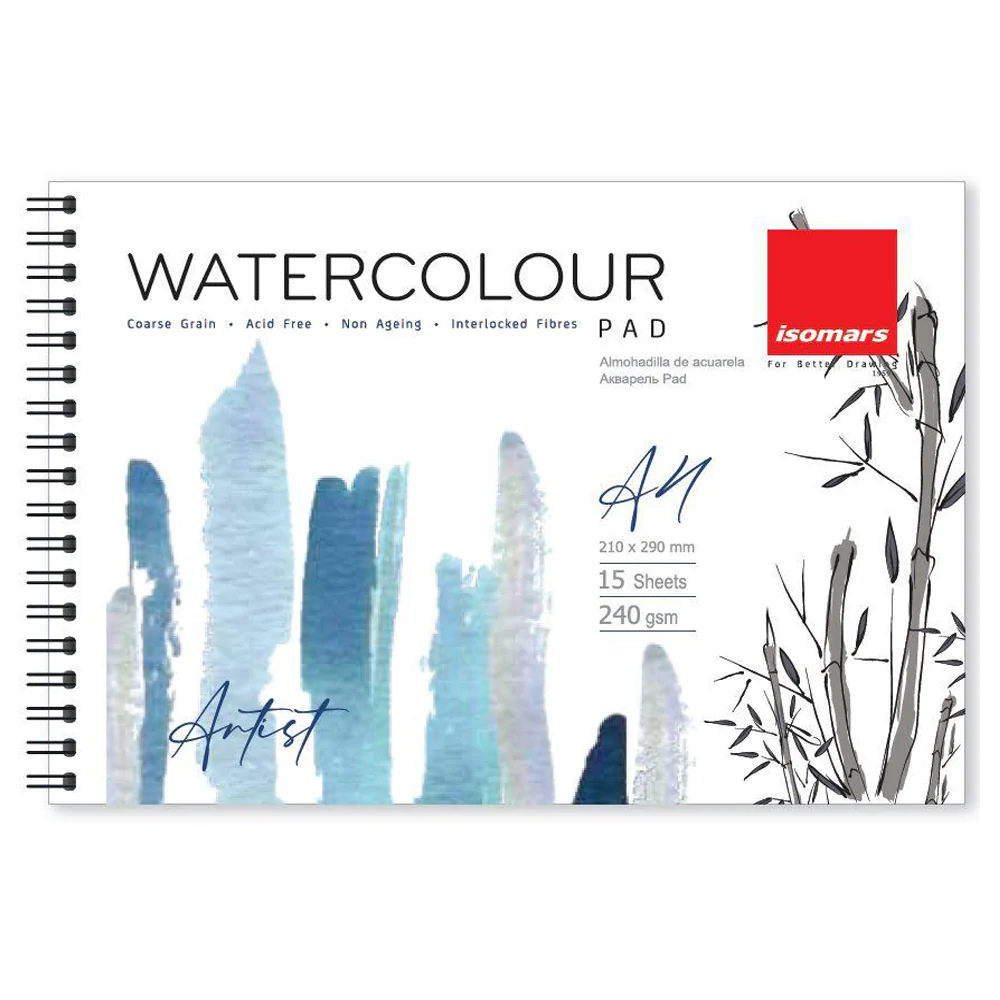 WATERCOLOUR
Coarse Grain • Acid Free • Non Ageing • Interlocked Fibres
PAD
Almohadilla de acuarela
Акварель Pad
isomars
For Better Drawing
A4
210 x 290 mm
15 Sheets
240 gsm
Artist